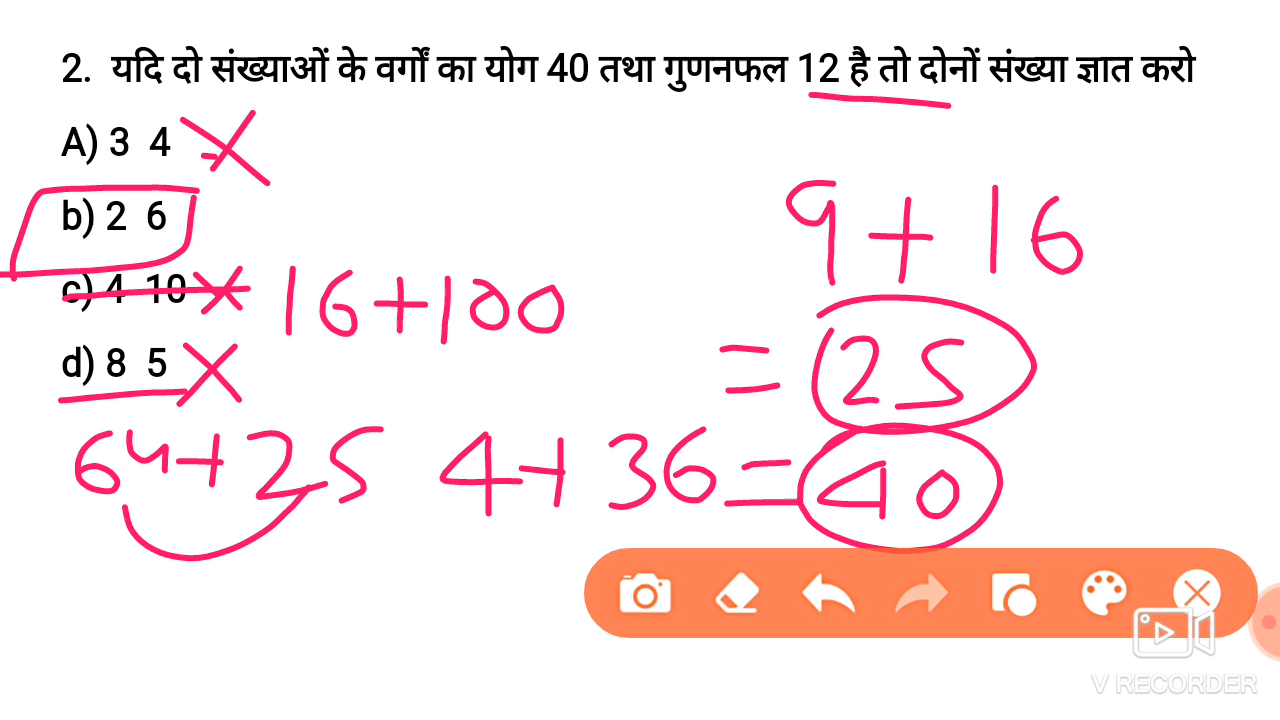 2. यदि दो संख्याओं के वर्गों का योग 40 तथा गुणनफल 12 है तो दोनों संख्या ज्ञात करो
A) 3 4
b) 2 6
c) 4 10
d) 8 5
9 + 16
16 + 100
= 25
64 + 25
4 + 36 = 40
V RECORDER